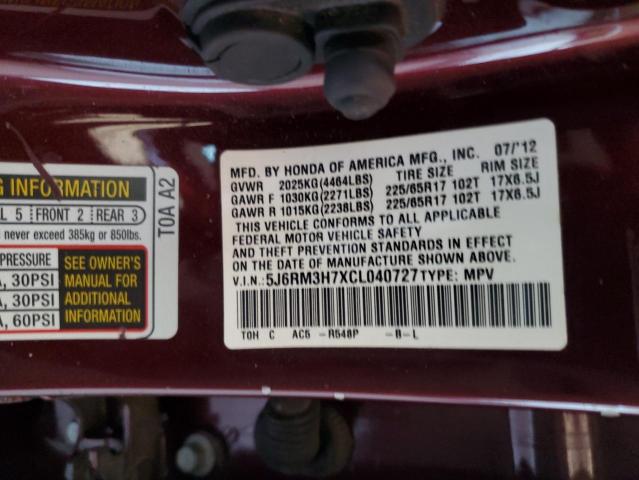 MFD. BY HONDA OF AMERICA MFG., INC. 07/'12
GVWR 2025KG(4464LBS) TIRE SIZE RIM SIZE
GAWR F 1030KG(2271LBS) 225/65R17 102T 17X6.5J
GAWR R 1015KG(2238LBS) 225/65R17 102T 17X6.5J
THIS VEHICLE CONFORMS TO ALL APPLICABLE
FEDERAL MOTOR VEHICLE SAFETY
AND THEFT PREVENTION STANDARDS IN EFFECT
ON THE DATE OF MANUFACTURE SHOWN ABOVE.
V.I.N.:5J6RM3H7XCL040727 TYPE: MPV
T0H C AC5 -R548P -B-L
G INFORMATION
L 5 FRONT 2 REAR 3
never exceed 385kg or 850lbs.
PRESSURE
, 30PSI
, 30PSI
, 60PSI
SEE OWNER'S
MANUAL FOR
ADDITIONAL
INFORMATION
T0A A2